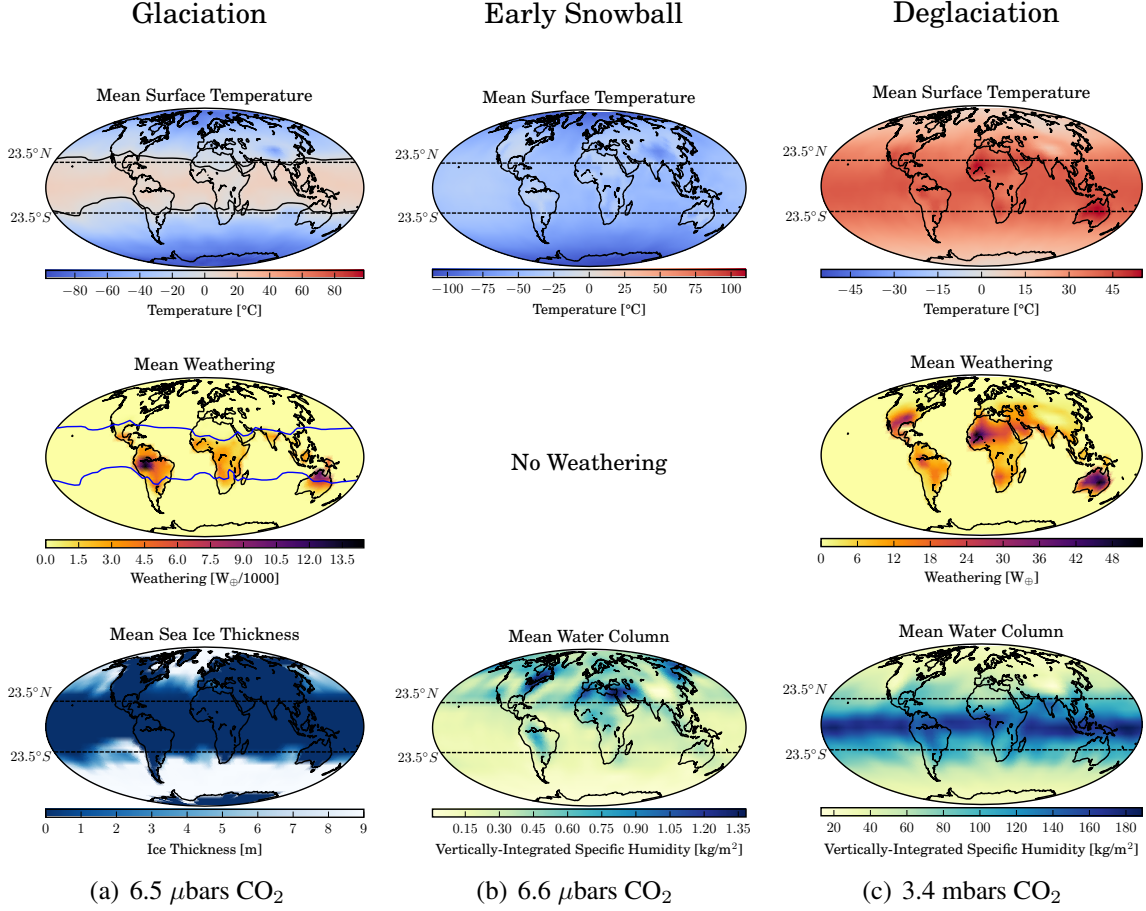 Glaciation
Early Snowball
Deglaciation
Mean Surface Temperature
Mean Surface Temperature
Mean Surface Temperature
23.5°N
23.5°N
23.5°S
23.5°S
−80 −60 −40 −20 0 20 40 60 80
−100 −75 −50 −25 0 25 50 75 100
−45 −30 −15 0 15 30 45
Temperature [°C]
Temperature [°C]
Temperature [°C]
Mean Weathering
Mean Weathering
No Weathering
0.0 1.5 3.0 4.5 6.0 7.5 9.0 10.5 12.0 13.5
0 6 12 18 24 30 36 42 48
Weathering [W⊕/1000]
Weathering [W⊕]
Mean Sea Ice Thickness
Mean Water Column
Mean Water Column
23.5°N
23.5°N
23.5°S
23.5°S
0 1 2 3 4 5 6 7 8 9
0.15 0.30 0.45 0.60 0.75 0.90 1.05 1.20 1.35
20 40 60 80 100 120 140 160 180
Ice Thickness [m]
Vertically-Integrated Specific Humidity [kg/m²]
Vertically-Integrated Specific Humidity [kg/m²]
(a) 6.5 μbars CO₂
(b) 6.6 μbars CO₂
(c) 3.4 mbars CO₂